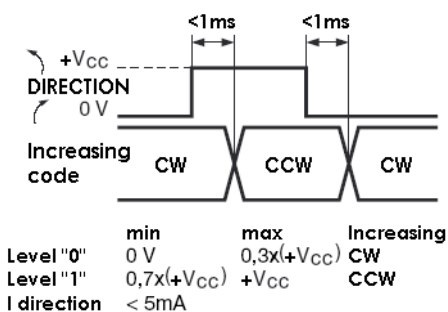 <1ms <1ms
+VCC
DIRECTION
0 V
Increasing code
CW CCW CW
min max Increasing
Level "0" 0 V 0,3x(+VCC) CW
Level "1" 0,7x(+VCC) +VCC CCW
I direction < 5mA